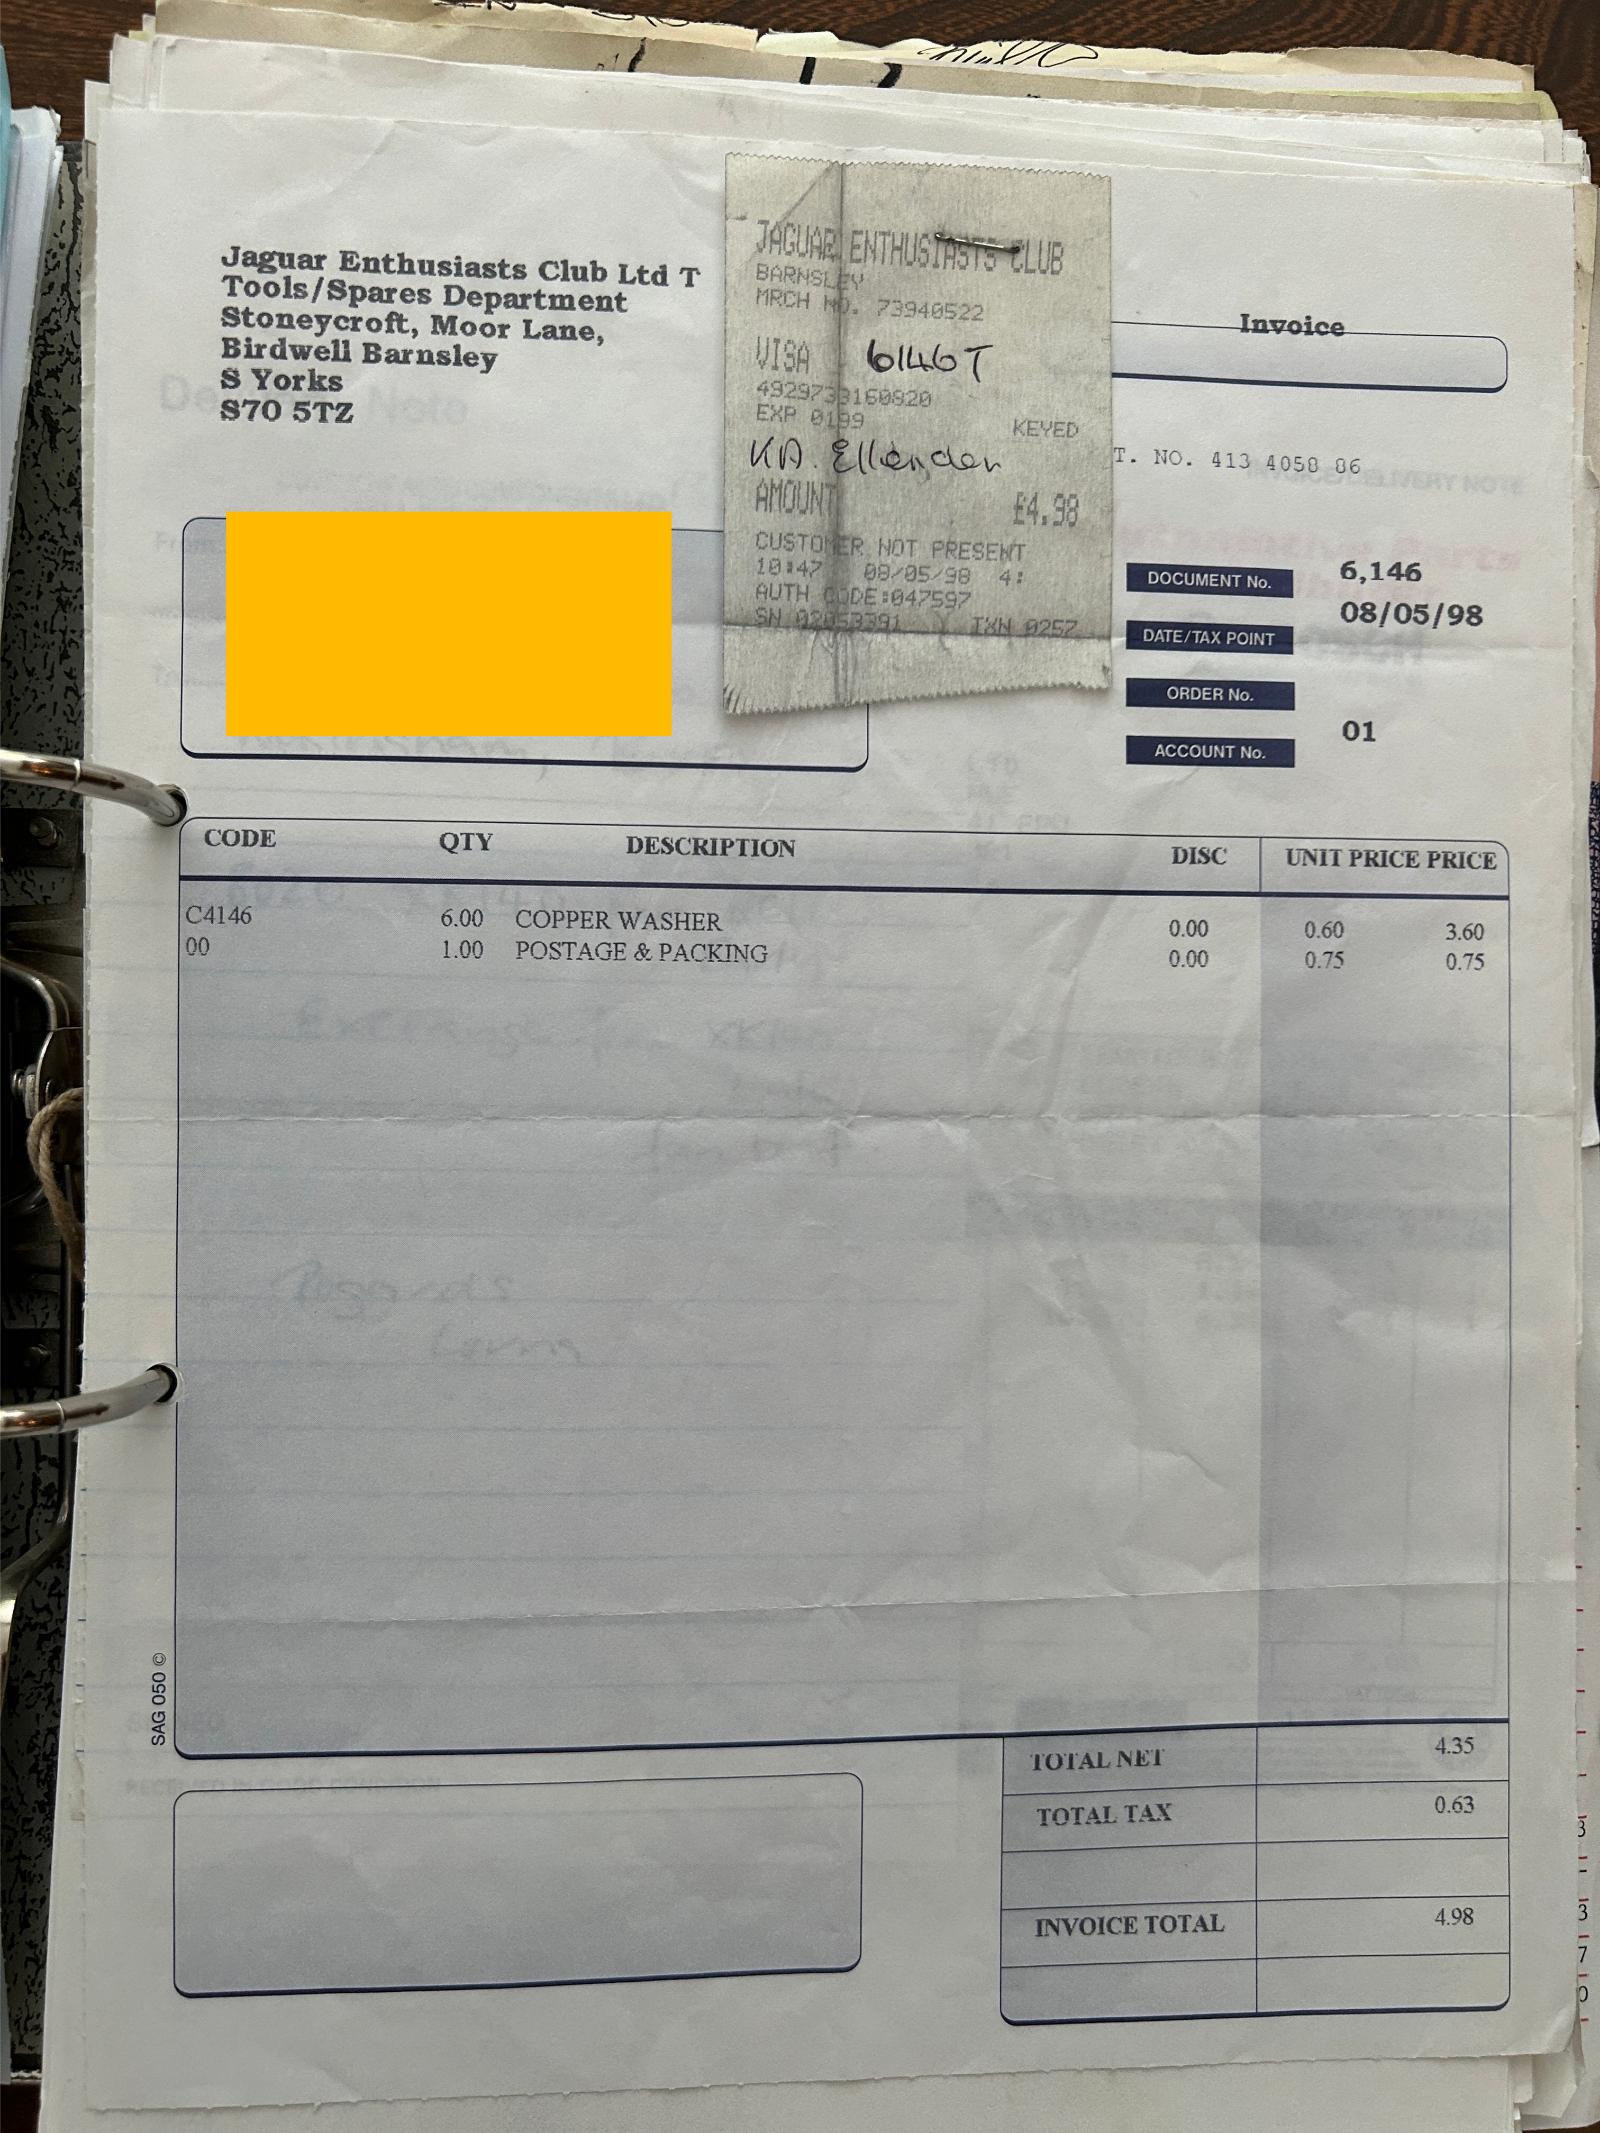 Jaguar Enthusiasts Club Ltd T
Tools/Spares Department
Stoneycroft, Moor Lane,
Birdwell Barnsley
S Yorks
S70 5TZ
JAGUAR ENTHUSIASTS CLUB
BARNSLEY
MRCH NO. 73940522
VISA 6146T
EXP 0199 KEYED
K.A. Ellenden
AMOUNT £4.98
CUSTOMER NOT PRESENT
10:47 08/05/98 4:
AUTH CODE:047597
SN TXN 0257
Invoice
T. NO. 413 4058 86
DOCUMENT No. 6,146
DATE/TAX POINT 08/05/98
ORDER No.
ACCOUNT No. 01
CODE QTY DESCRIPTION DISC UNIT PRICE PRICE
C4146 6.00 COPPER WASHER 0.00 0.60 3.60
00 1.00 POSTAGE & PACKING 0.00 0.75 0.75
SAG 050 ©
TOTAL NET 4.35
TOTAL TAX 0.63
INVOICE TOTAL 4.98